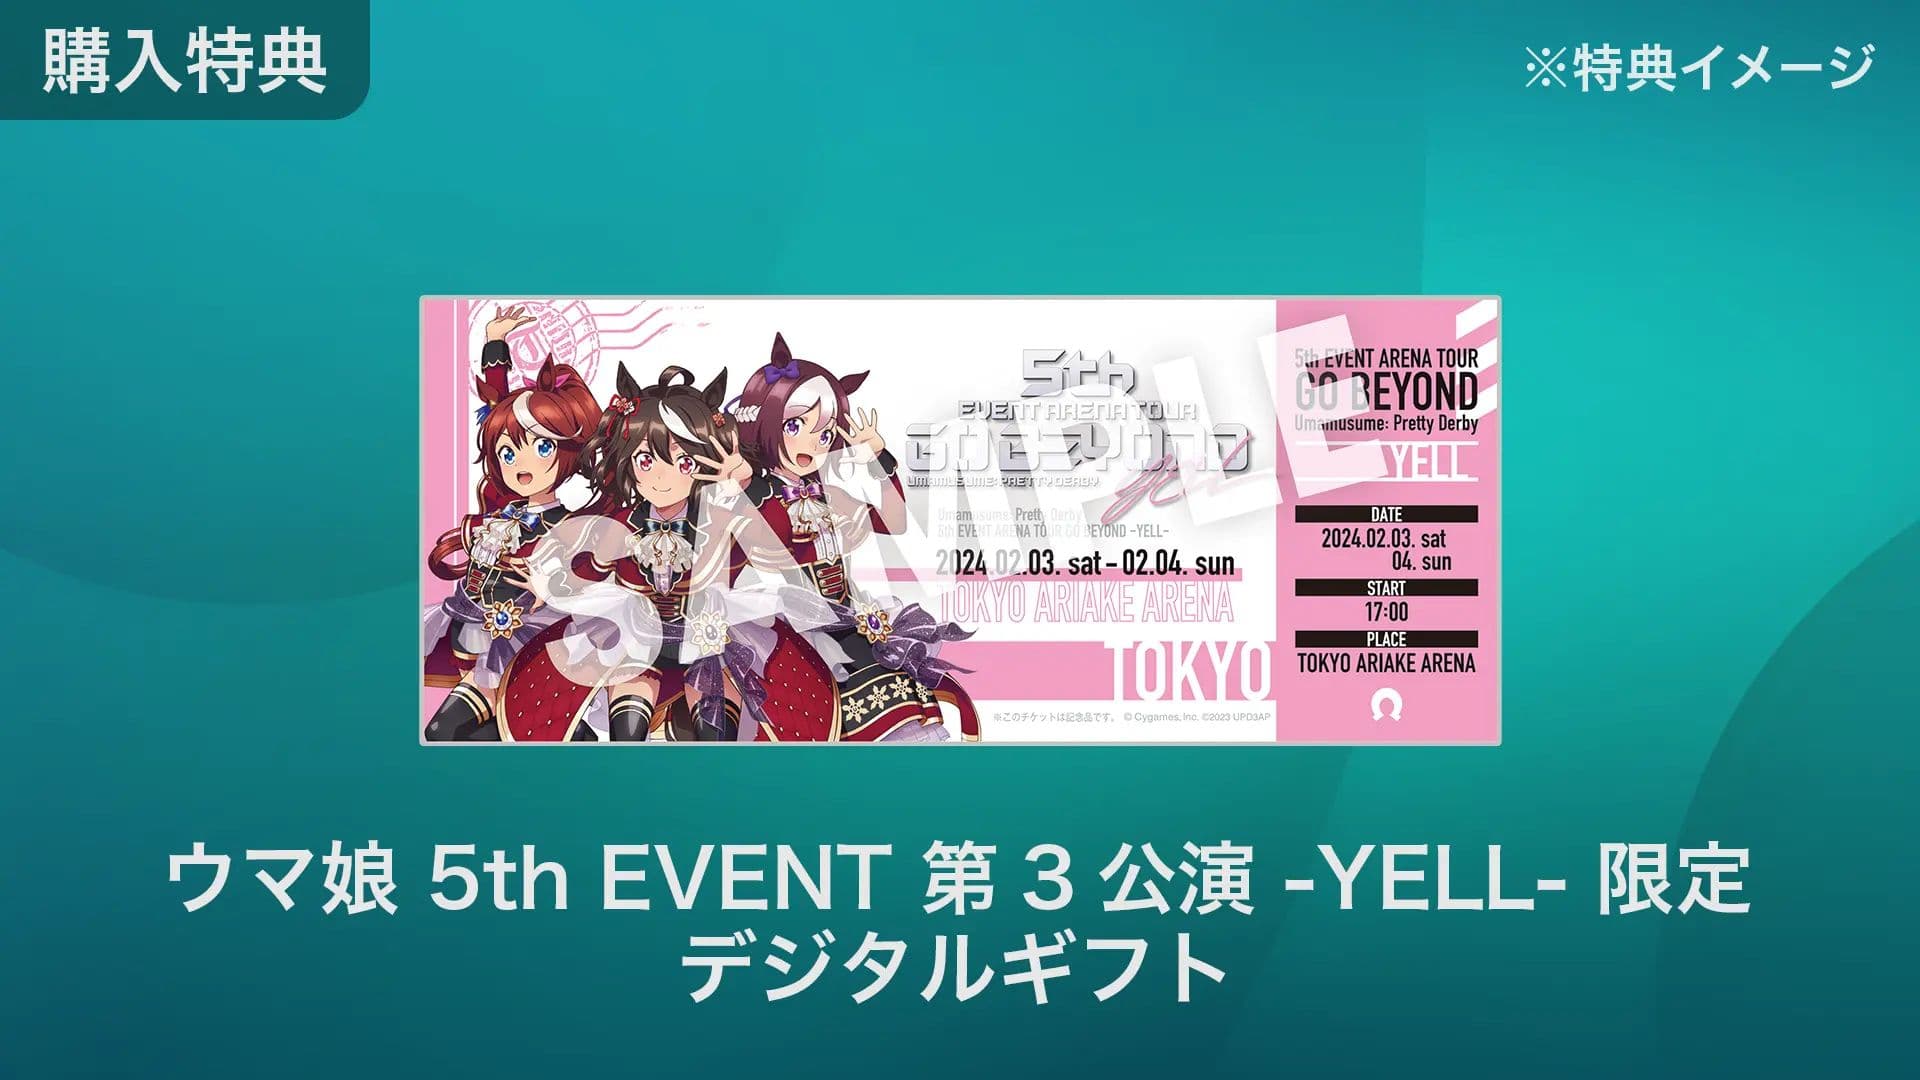 購入特典
※特典イメージ
5th
EVENT ARENA TOUR
GO BEYOND
UMAMUSUME: PRETTY DERBY
yell
Umamusume: Pretty Derby
5th EVENT ARENA TOUR GO BEYOND -YELL-
2024.02.03. sat - 02.04. sun
TOKYO ARIAKE ARENA
TOKYO
※このチケットは記念品です。 © Cygames, Inc. ©2023 UPD3AP
5th EVENT ARENA TOUR
GO BEYOND
Umamusume: Pretty Derby
YELL
DATE
2024.02.03. sat
04. sun
START
17:00
PLACE
TOKYO ARIAKE ARENA
SAMPLE
ウマ娘 5th EVENT 第3公演 -YELL- 限定
デジタルギフト